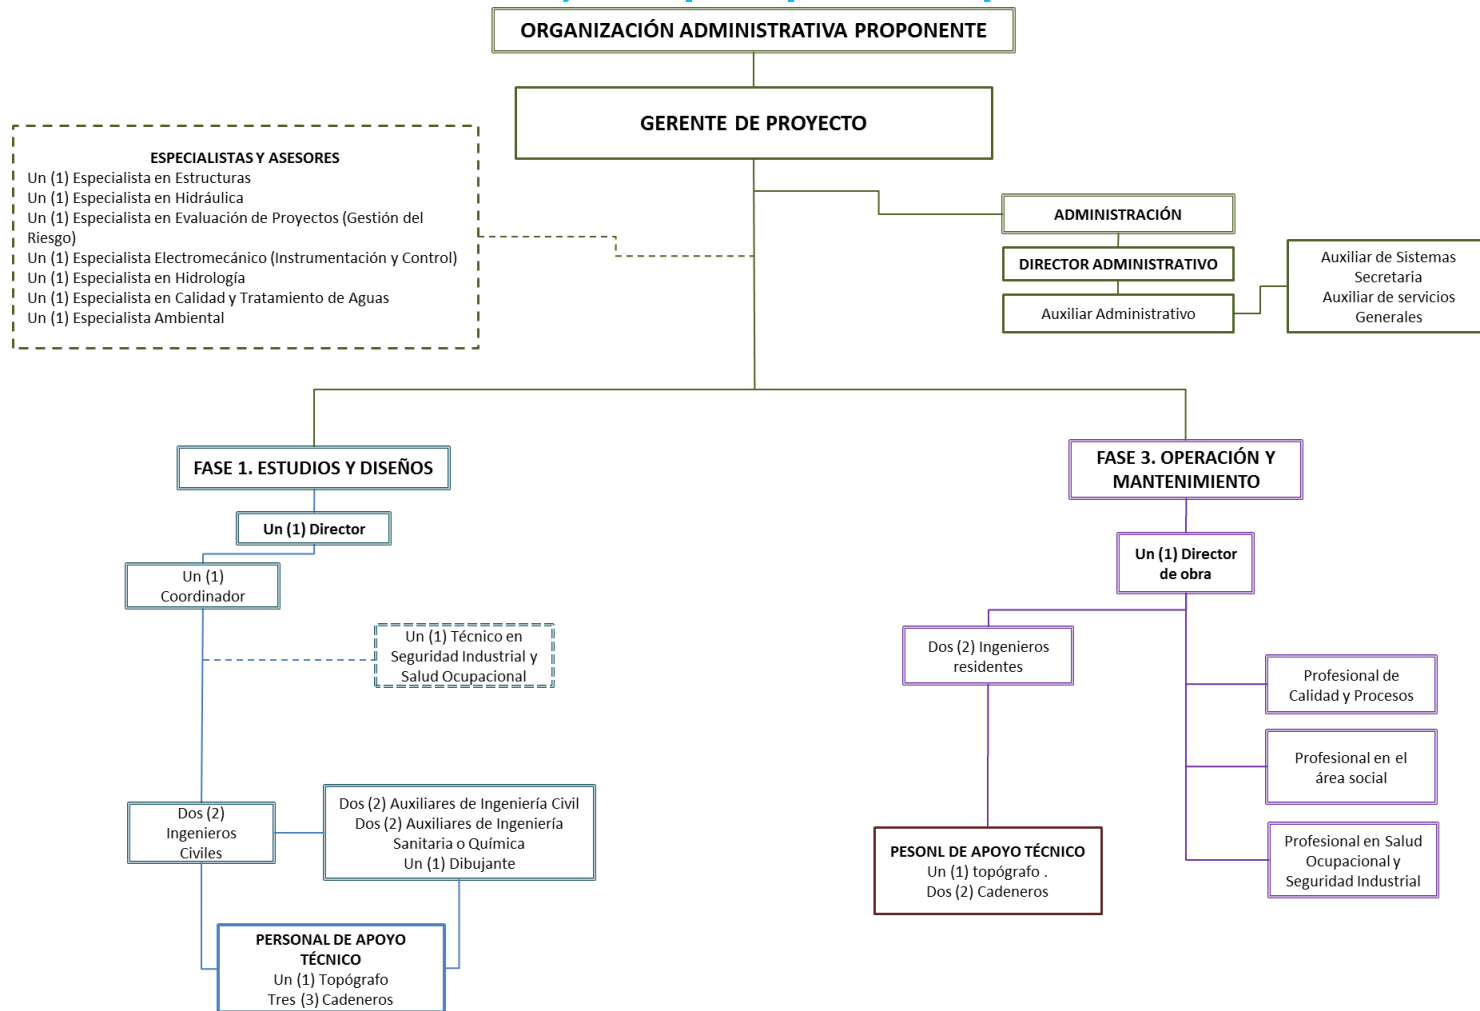 ORGANIZACIÓN ADMINISTRATIVA PROPONENTE
GERENTE DE PROYECTO
ESPECIALISTAS Y ASESORES
Un (1) Especialista en Estructuras
Un (1) Especialista en Hidráulica
Un (1) Especialista en Evaluación de Proyectos (Gestión del
Riesgo)
Un (1) Especialista Electromecánico (Instrumentación y Control)
Un (1) Especialista en Hidrología
Un (1) Especialista en Calidad y Tratamiento de Aguas
Un (1) Especialista Ambiental
ADMINISTRACIÓN
DIRECTOR ADMINISTRATIVO
Auxiliar Administrativo
Auxiliar de Sistemas
Secretaria
Auxiliar de servicios
Generales
FASE 1. ESTUDIOS Y DISEÑOS
Un (1) Director
Un (1)
Coordinador
Un (1) Técnico en
Seguridad Industrial y
Salud Ocupacional
Dos (2)
Ingenieros
Civiles
Dos (2) Auxiliares de Ingeniería Civil
Dos (2) Auxiliares de Ingeniería
Sanitaria o Química
Un (1) Dibujante
PERSONAL DE APOYO
TÉCNICO
Un (1) Topógrafo
Tres (3) Cadeneros
FASE 3. OPERACIÓN Y
MANTENIMIENTO
Un (1) Director
de obra
Dos (2) Ingenieros
residentes
Profesional de
Calidad y Procesos
Profesional en el
área social
Profesional en Salud
Ocupacional y
Seguridad Industrial
PESONL DE APOYO TÉCNICO
Un (1) topógrafo .
Dos (2) Cadeneros